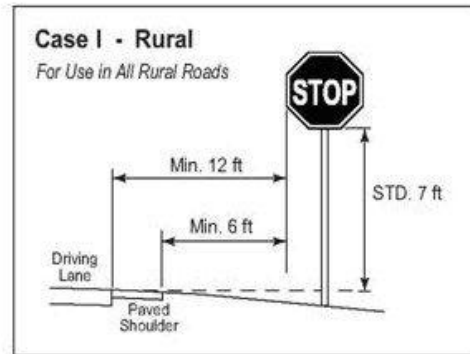 Case I - Rural
For Use in All Rural Roads
STOP
Min. 12 ft
STD. 7 ft
Min. 6 ft
Driving
Lane
Paved
Shoulder